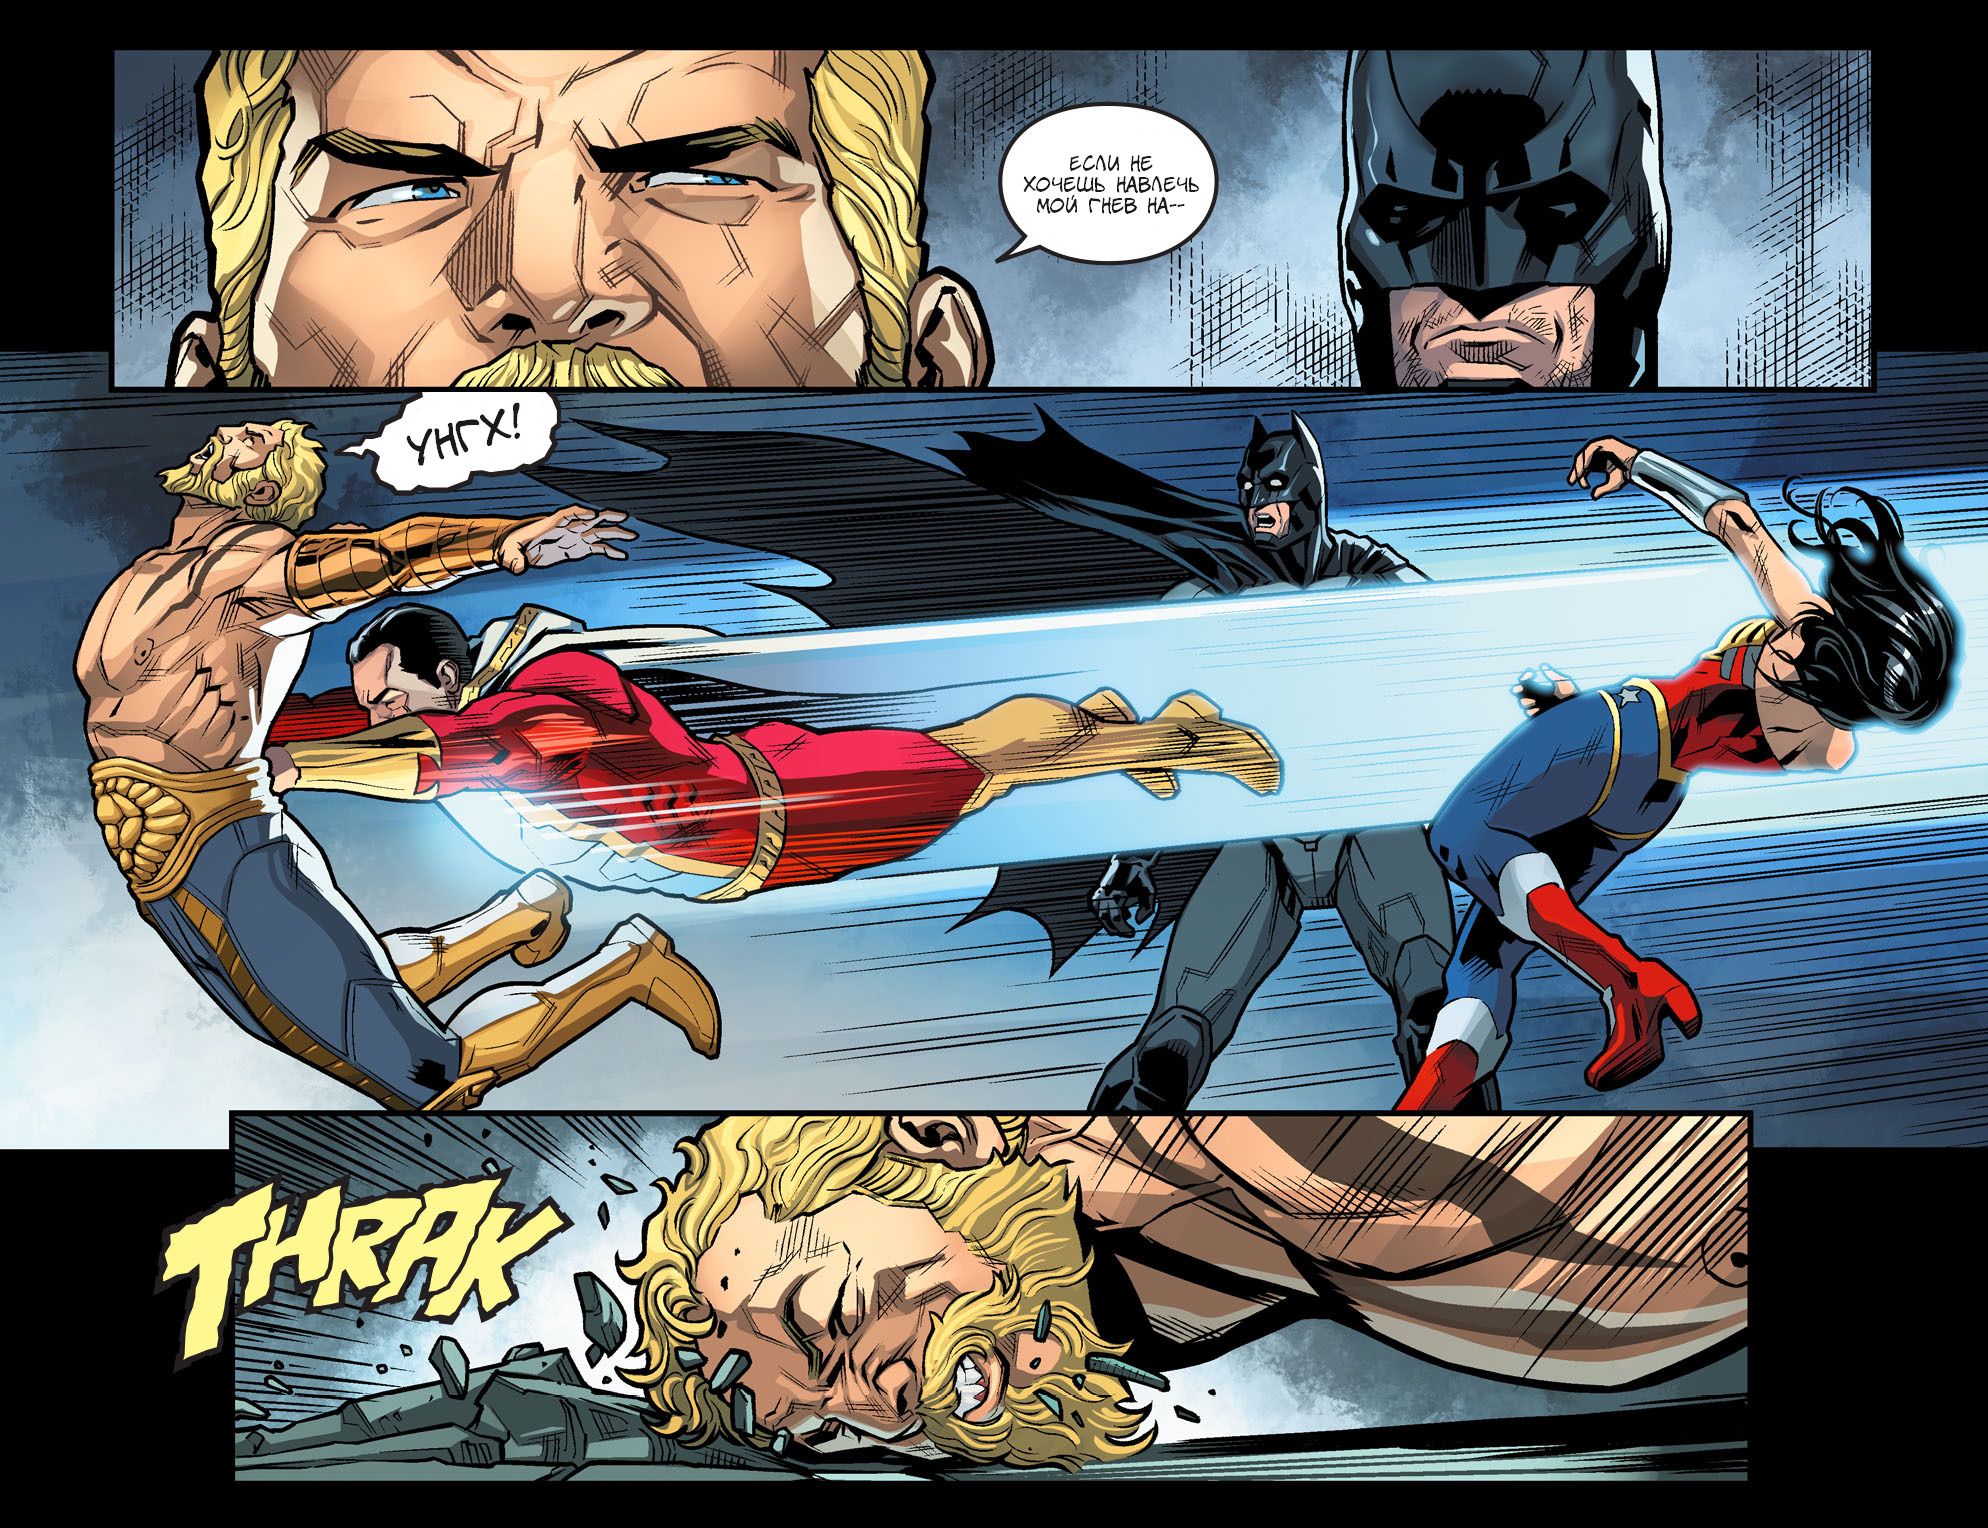 ЕСЛИ НЕ
ХОЧЕШЬ НАВЛЕЧЬ
МОЙ ГНЕВ НА--
УНГХ!
THRAK